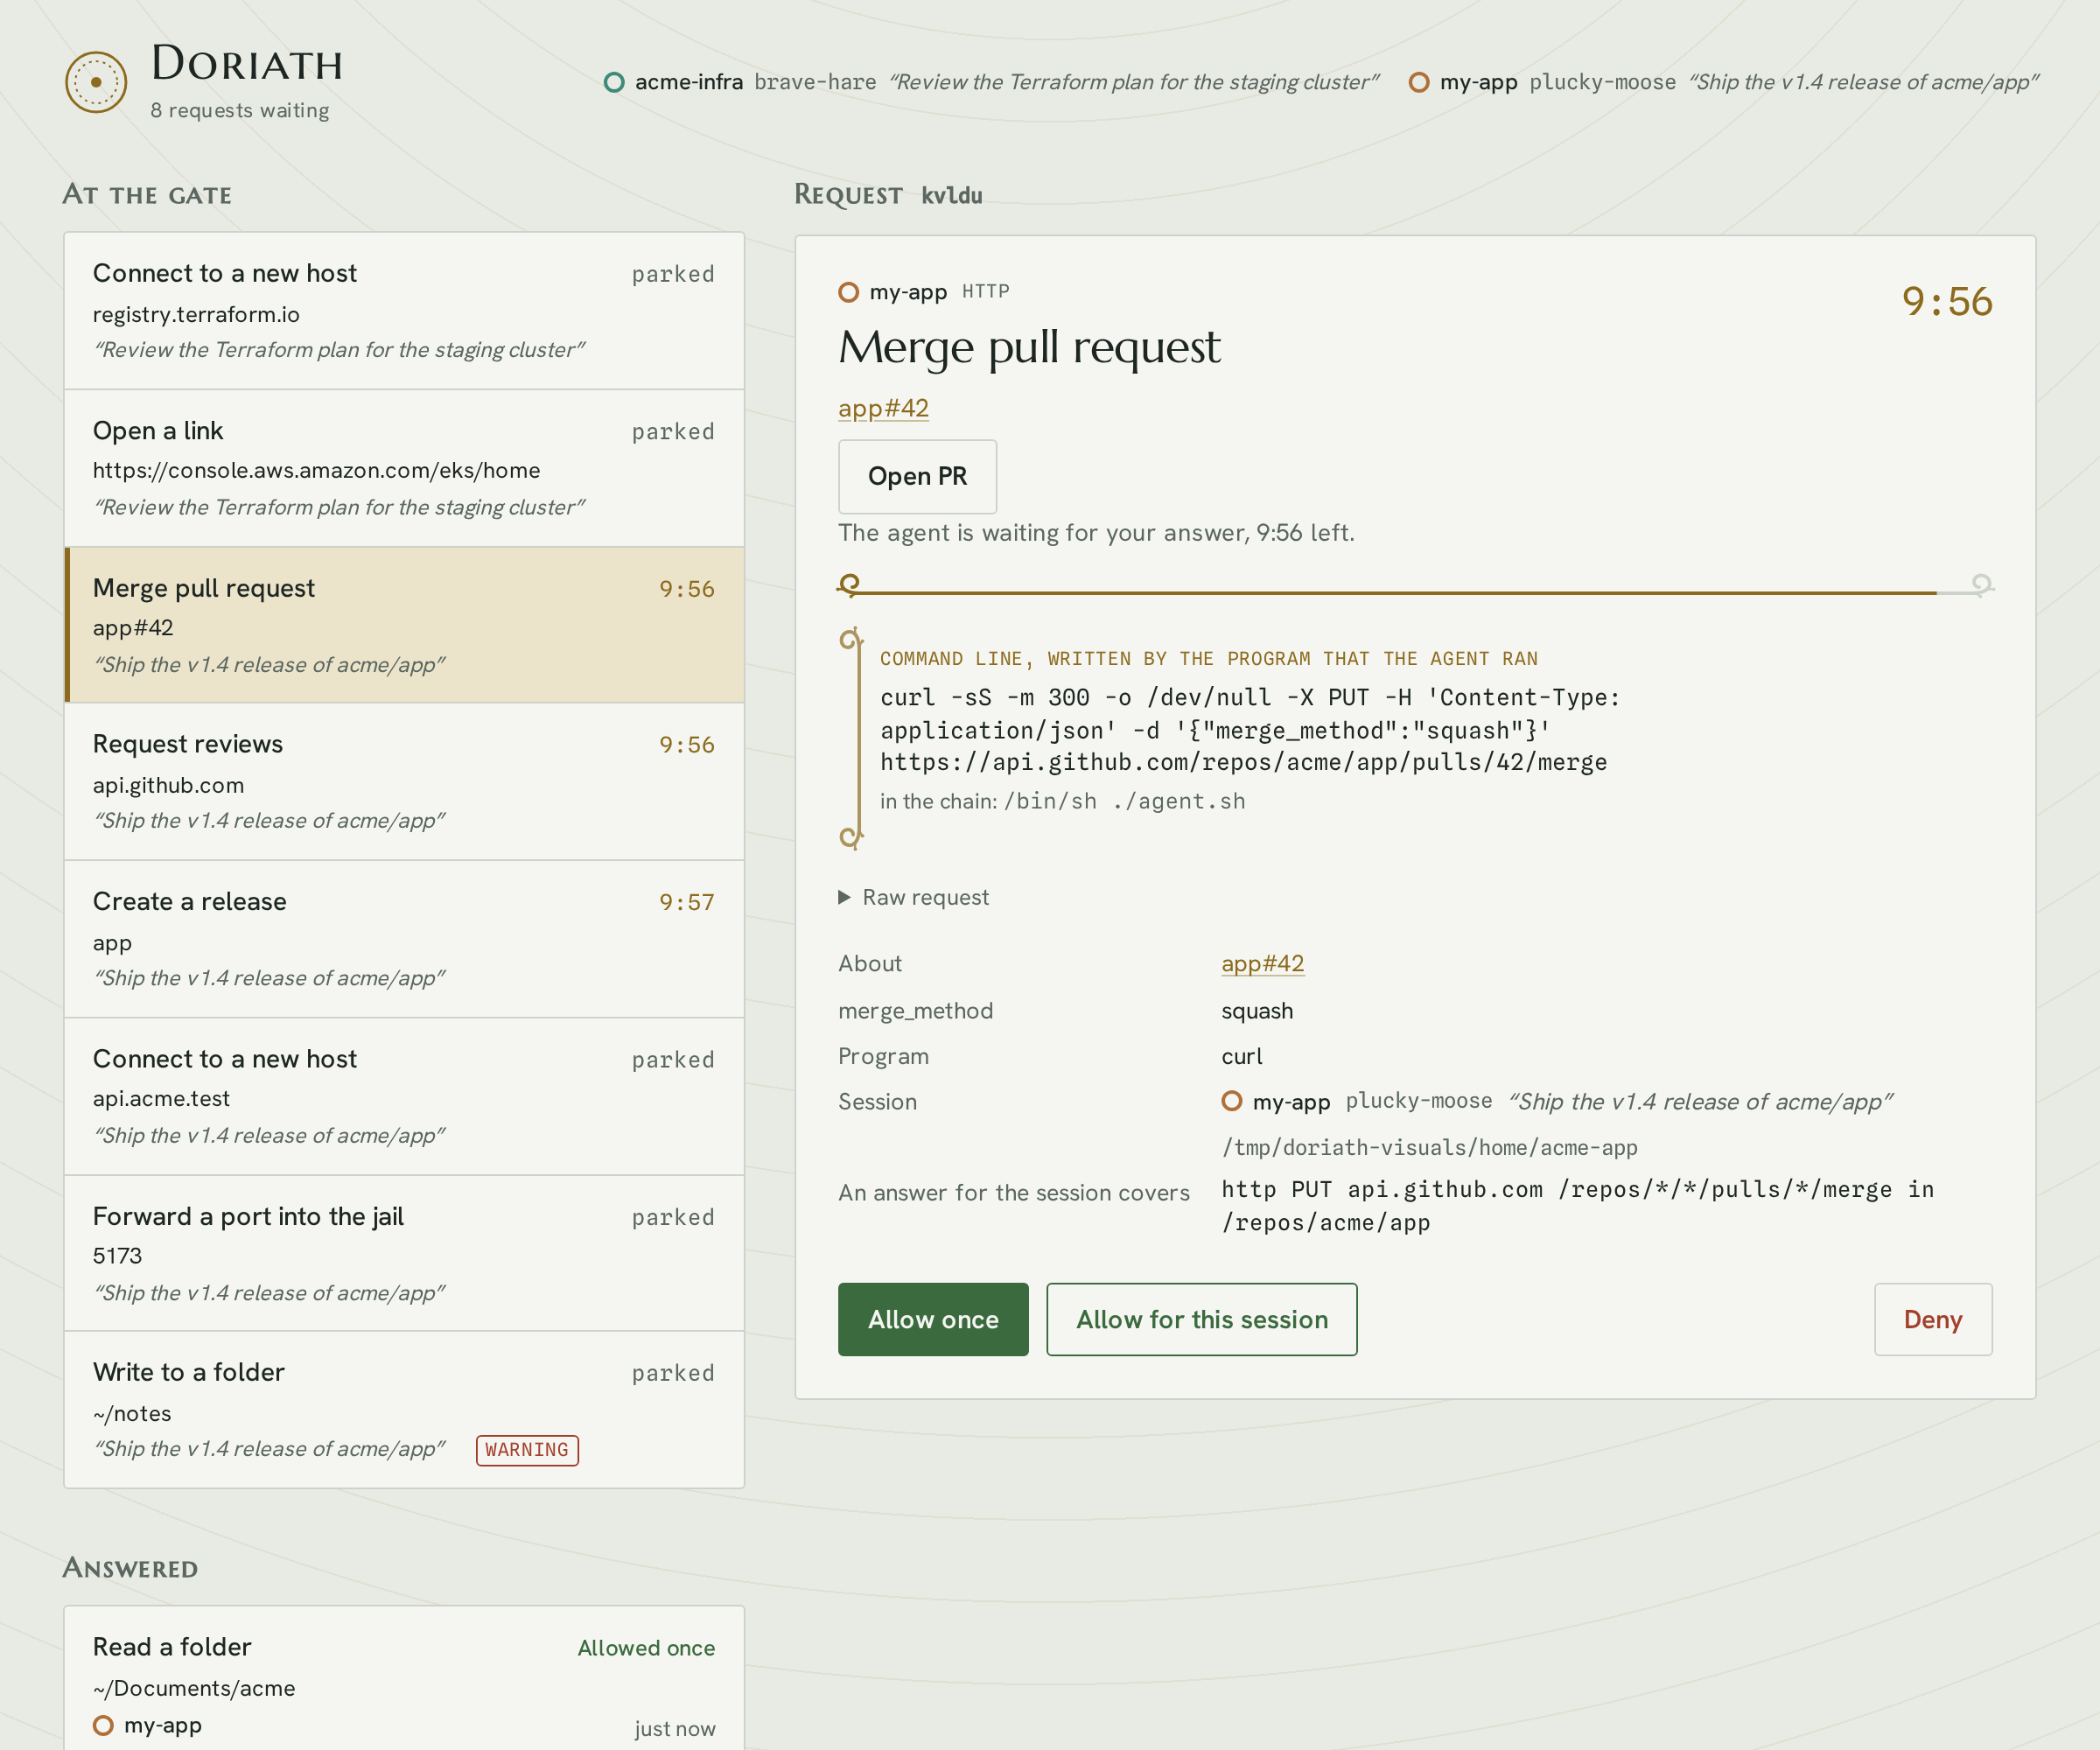 Doriath
8 requests waiting
acme-infra brave-hare “Review the Terraform plan for the staging cluster” my-app plucky-moose “Ship the v1.4 release of acme/app”
At the gate
Connect to a new host parked
registry.terraform.io
“Review the Terraform plan for the staging cluster”
Open a link parked
https://console.aws.amazon.com/eks/home
“Review the Terraform plan for the staging cluster”
Merge pull request 9:56
app#42
“Ship the v1.4 release of acme/app”
Request reviews 9:56
api.github.com
“Ship the v1.4 release of acme/app”
Create a release 9:57
app
“Ship the v1.4 release of acme/app”
Connect to a new host parked
api.acme.test
“Ship the v1.4 release of acme/app”
Forward a port into the jail parked
5173
“Ship the v1.4 release of acme/app”
Write to a folder parked
~/notes
“Ship the v1.4 release of acme/app” WARNING
Answered
Read a folder Allowed once
~/Documents/acme
my-app just now
Request kvldu
my-app HTTP 9:56
Merge pull request
app#42
Open PR
The agent is waiting for your answer, 9:56 left.
COMMAND LINE, WRITTEN BY THE PROGRAM THAT THE AGENT RAN
curl -sS -m 300 -o /dev/null -X PUT -H 'Content-Type:
application/json' -d '{"merge_method":"squash"}'
https://api.github.com/repos/acme/app/pulls/42/merge
in the chain: /bin/sh ./agent.sh
Raw request
About app#42
merge_method squash
Program curl
Session my-app plucky-moose “Ship the v1.4 release of acme/app”
/tmp/doriath-visuals/home/acme-app
An answer for the session covers http PUT api.github.com /repos/*/*/pulls/*/merge in
/repos/acme/app
Allow once Allow for this session Deny